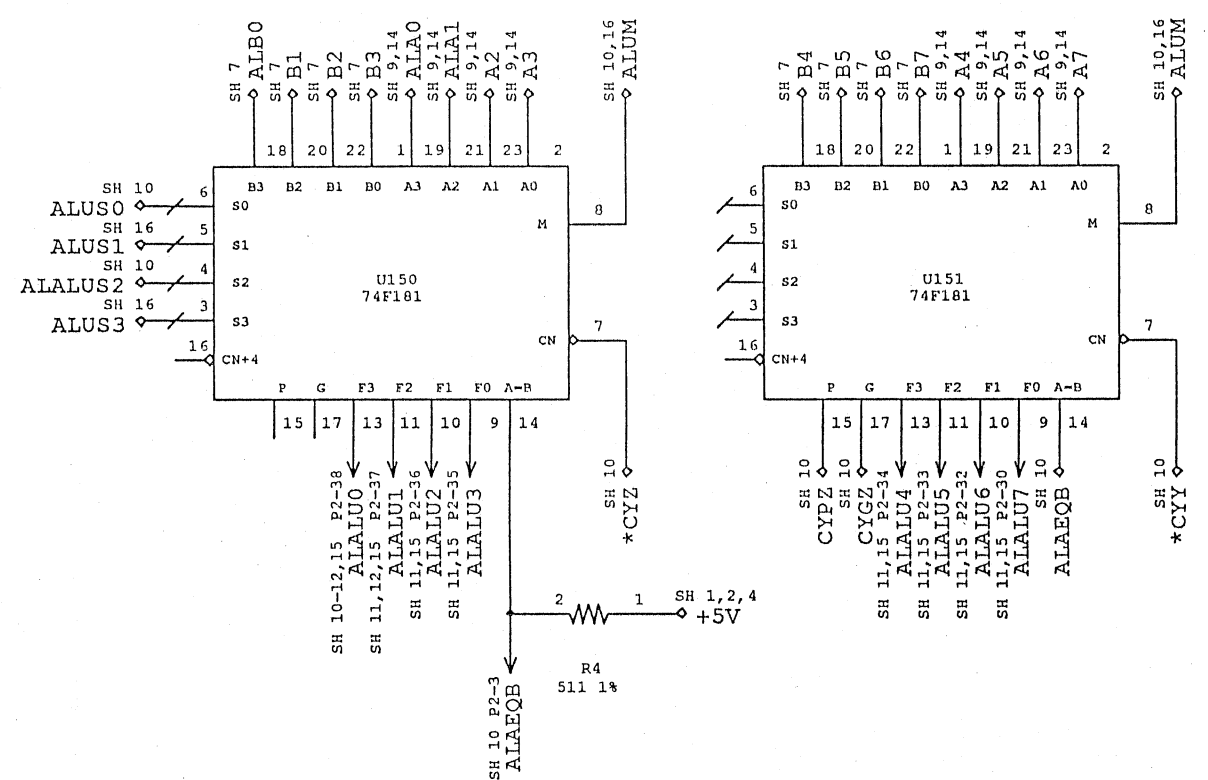 SH 7 ALB0
SH 7 B1
SH 7 B2
SH 7 B3
SH 9,14 ALA0
SH 9,14 ALA1
SH 9,14 A2
SH 9,14 A3
SH 10,16 ALUM
18 20 22 1 19 21 23 2
B3 B2 B1 B0 A3 A2 A1 A0
SH 10
ALUS0
6
S0
SH 16
ALUS1
5
S1
SH 10
ALALUS2
4
S2
SH 16
ALUS3
3
S3
16
CN+4
M
8
U150
74F181
CN
7
P G F3 F2 F1 F0 A=B
15 17 13 11 10 9 14
SH 10-12,15 P2-38
ALALU0
SH 11,12,15 P2-37
ALALU1
SH 11,15 P2-36
ALALU2
SH 11,15 P2-35
ALALU3
SH 10
*CYZ
2
1
SH 1,2,4
+5V
R4
511 1%
SH 10 P2-3
ALAEQB
SH 7 B4
SH 7 B5
SH 7 B6
SH 7 B7
SH 9,14 A4
SH 9,14 A5
SH 9,14 A6
SH 9,14 A7
SH 10,16 ALUM
18 20 22 1 19 21 23 2
B3 B2 B1 B0 A3 A2 A1 A0
6
S0
5
S1
4
S2
3
S3
16
CN+4
M
8
U151
74F181
CN
7
P G F3 F2 F1 F0 A=B
15 17 13 11 10 9 14
SH 10
CYPZ
SH 10
CYGZ
SH 11,15 P2-34
ALALU4
SH 11,15 P2-33
ALALU5
SH 11,15 P2-32
ALALU6
SH 11,15 P2-30
ALALU7
SH 10
ALAEQB
SH 10
*CYY